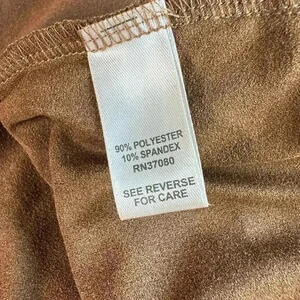 90% POLYESTER
10% SPANDEX
RN37080
SEE REVERSE
FOR CARE